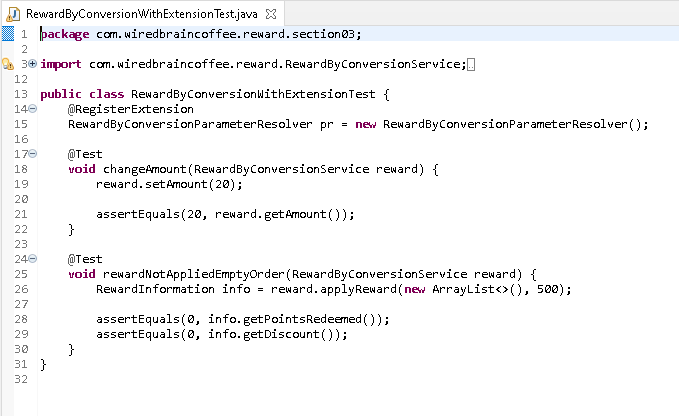 RewardByConversionWithExtensionTest.java
1 package com.wiredbraincoffee.reward.section03;
2
3 import com.wiredbraincoffee.reward.RewardByConversionService;
12
13 public class RewardByConversionWithExtensionTest {
14     @RegisterExtension
15     RewardByConversionParameterResolver pr = new RewardByConversionParameterResolver();
16
17     @Test
18     void changeAmount(RewardByConversionService reward) {
19         reward.setAmount(20);
20
21         assertEquals(20, reward.getAmount());
22     }
23
24     @Test
25     void rewardNotAppliedEmptyOrder(RewardByConversionService reward) {
26         RewardInformation info = reward.applyReward(new ArrayList<>(), 500);
27
28         assertEquals(0, info.getPointsRedeemed());
29         assertEquals(0, info.getDiscount());
30     }
31 }
32